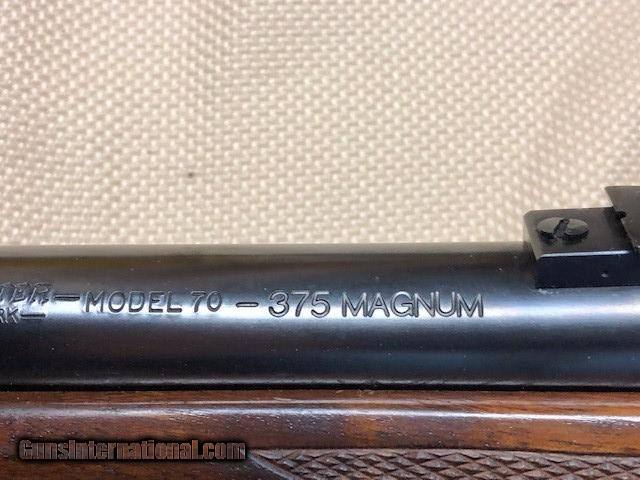 MODEL 70 - 375 MAGNUM
GunsInternational.com